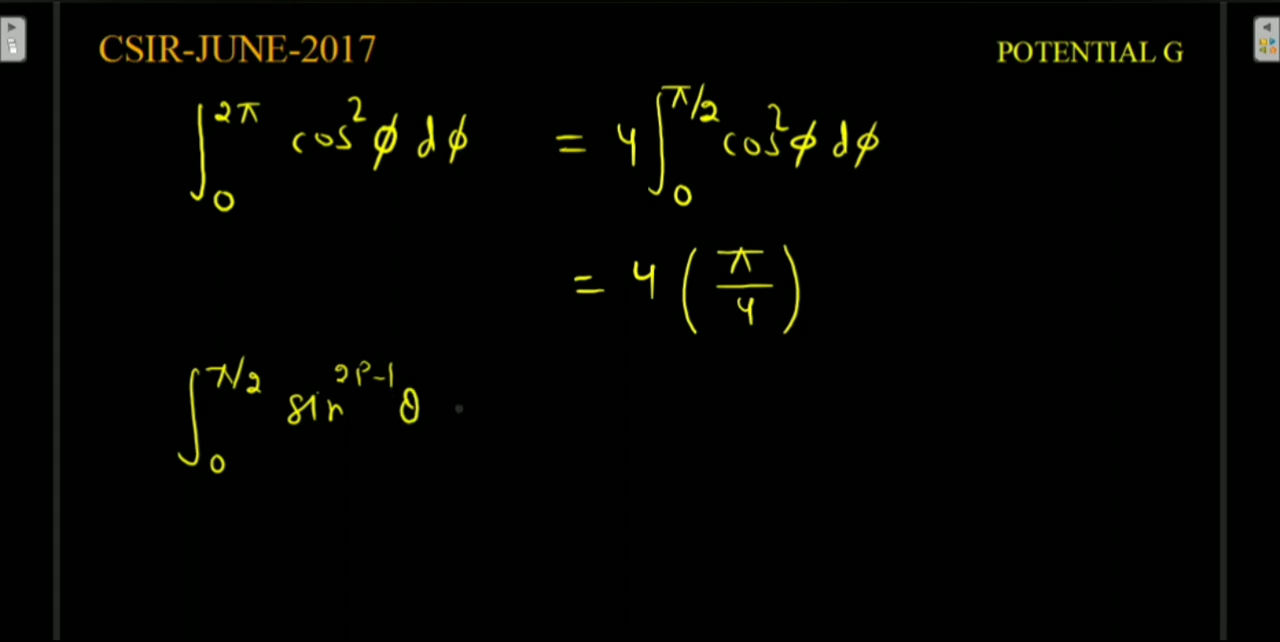 CSIR-JUNE-2017 POTENTIAL G
∫₀^{2π} cos²φ dφ = 4 ∫₀^{π/2} cos²φ dφ
= 4 (π/4)
∫₀^{π/2} sin^{2P-1} θ